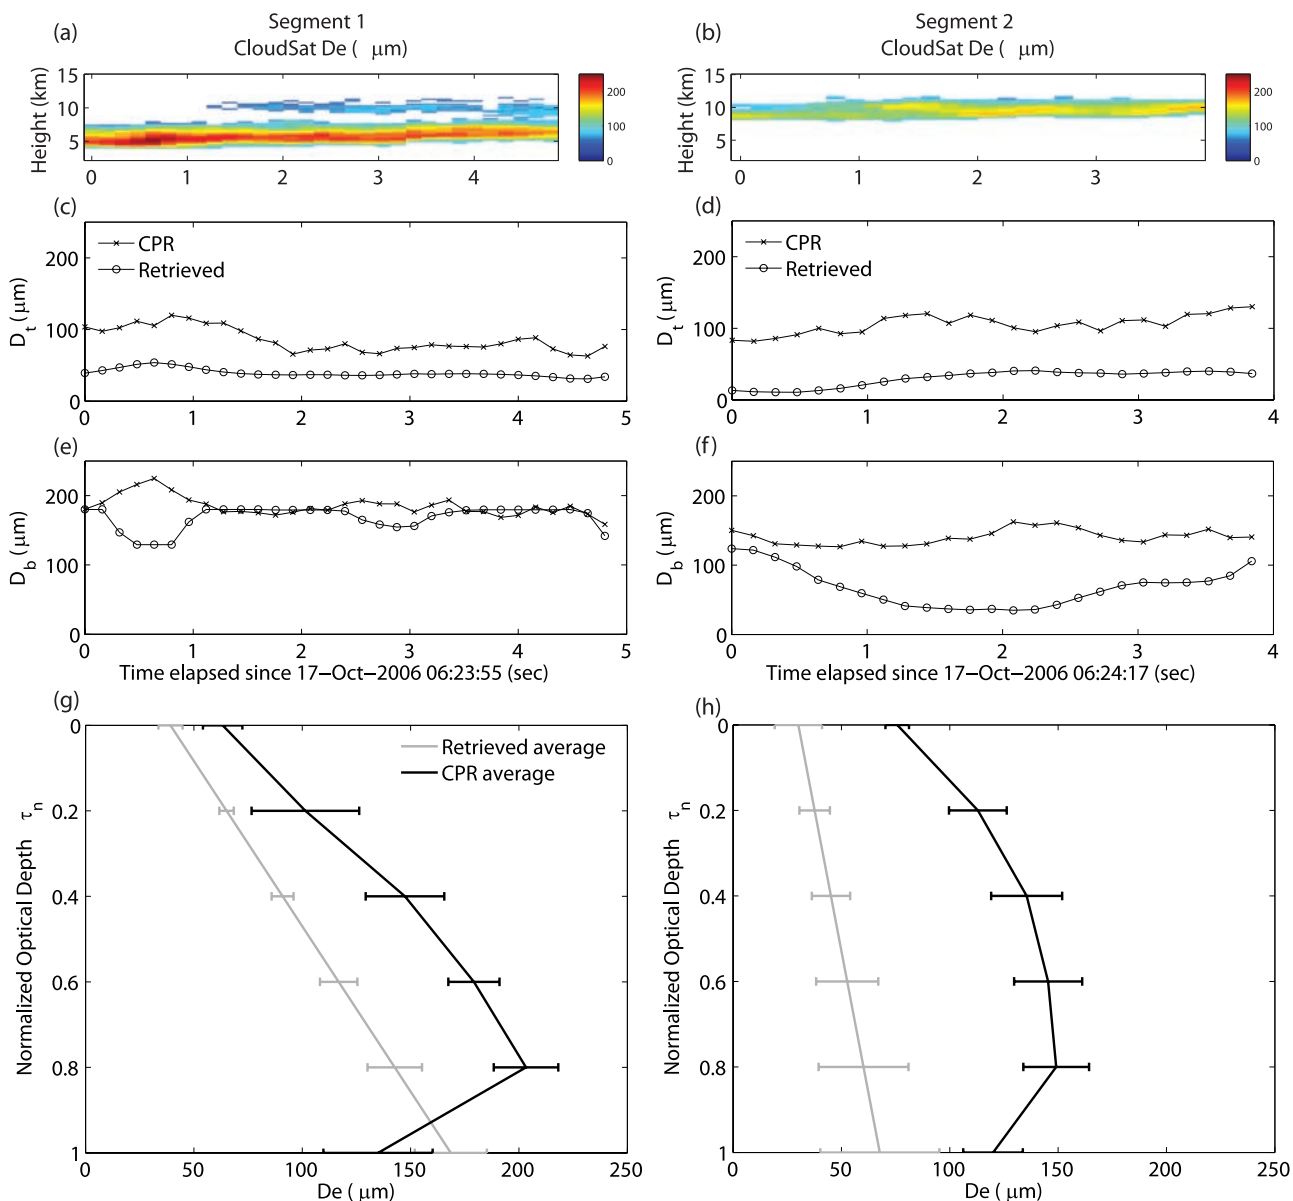 (a)
Segment 1
CloudSat De ( μm)
Height (km)
15
10
5
0 1 2 3 4
200
100
0
(b)
Segment 2
CloudSat De ( μm)
Height (km)
15
10
5
0 1 2 3
200
100
0
(c)
D_t (μm)
200
100
0
CPR
Retrieved
0 1 2 3 4 5
(d)
D_t (μm)
200
100
0
CPR
Retrieved
0 1 2 3 4
(e)
D_b (μm)
200
100
0
0 1 2 3 4 5
Time elapsed since 17−Oct−2006 06:23:55 (sec)
(f)
D_b (μm)
200
100
0
0 1 2 3 4
Time elapsed since 17−Oct−2006 06:24:17 (sec)
(g)
Normalized Optical Depth τ_n
0
0.2
0.4
0.6
0.8
1
Retrieved average
CPR average
0 50 100 150 200 250
De ( μm)
(h)
Normalized Optical Depth τ_n
0
0.2
0.4
0.6
0.8
1
0 50 100 150 200 250
De ( μm)